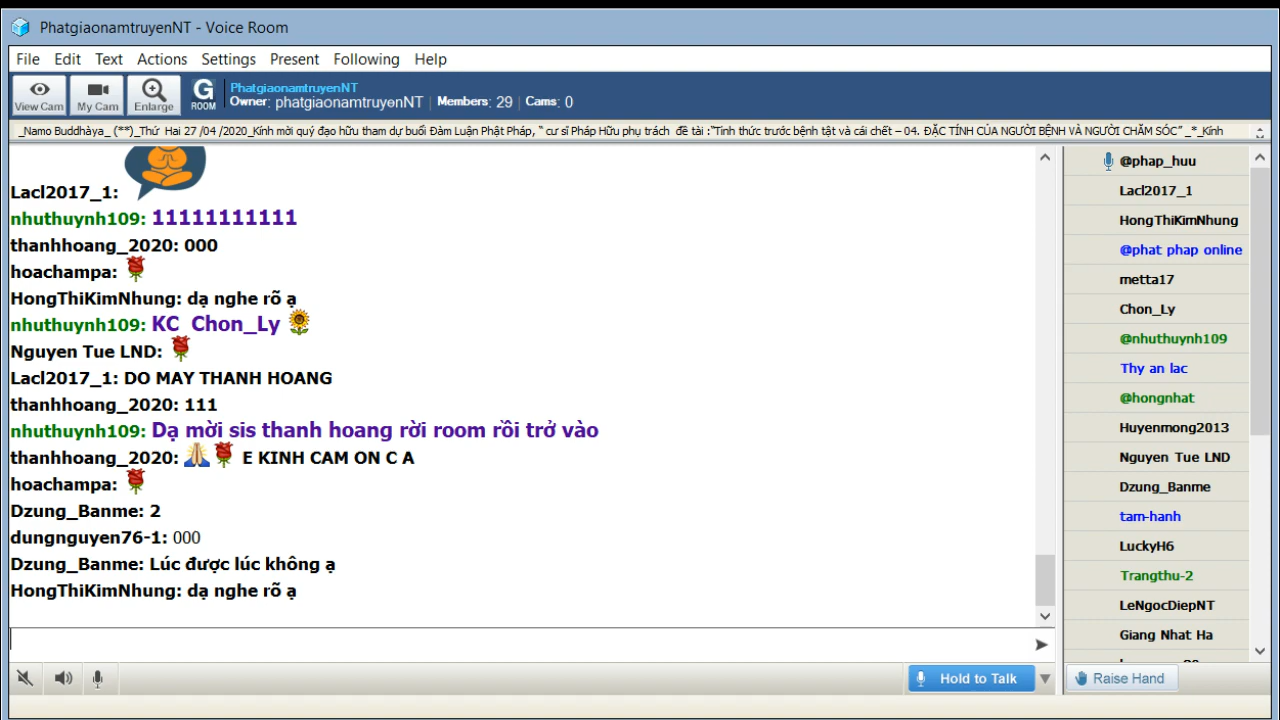 PhatgiaonamtruyenNT - Voice Room
File Edit Text Actions Settings Present Following Help
View Cam My Cam Enlarge G ROOM
PhatgiaonamtruyenNT
Owner: phatgiaonamtruyenNT | Members: 29 | Cams: 0
_Namo Buddhàya_ (**)_Thứ Hai 27 /04 /2020_Kính mời quý đạo hữu tham dự buổi Đàm Luận Phật Pháp, " cư sĩ Pháp Hữu phụ trách đề tài :"Tỉnh thức trước bệnh tật và cái chết – 04. ĐẶC TÍNH CỦA NGƯỜI BỆNH VÀ NGƯỜI CHĂM SÓC" _*_Kính
Lacl2017_1:
nhuthuynh109: 11111111111
thanhhoang_2020: 000
hoachampa: 🌹
HongThiKimNhung: dạ nghe rõ ạ
nhuthuynh109: KC Chon_Ly 🌻
Nguyen Tue LND: 🌹
Lacl2017_1: DO MAY THANH HOANG
thanhhoang_2020: 111
nhuthuynh109: Dạ mời sis thanh hoang rời room rồi trở vào
thanhhoang_2020: 🙏🌹 E KINH CAM ON C A
hoachampa: 🌹
Dzung_Banme: 2
dungnguyen76-1: 000
Dzung_Banme: Lúc được lúc không ạ
HongThiKimNhung: dạ nghe rõ ạ
@phap_huu
Lacl2017_1
HongThiKimNhung
@phat phap online
metta17
Chon_Ly
@nhuthuynh109
Thy an lac
@hongnhat
Huyenmong2013
Nguyen Tue LND
Dzung_Banme
tam-hanh
LuckyH6
Trangthu-2
LeNgocDiepNT
Giang Nhat Ha
Hold to Talk
Raise Hand